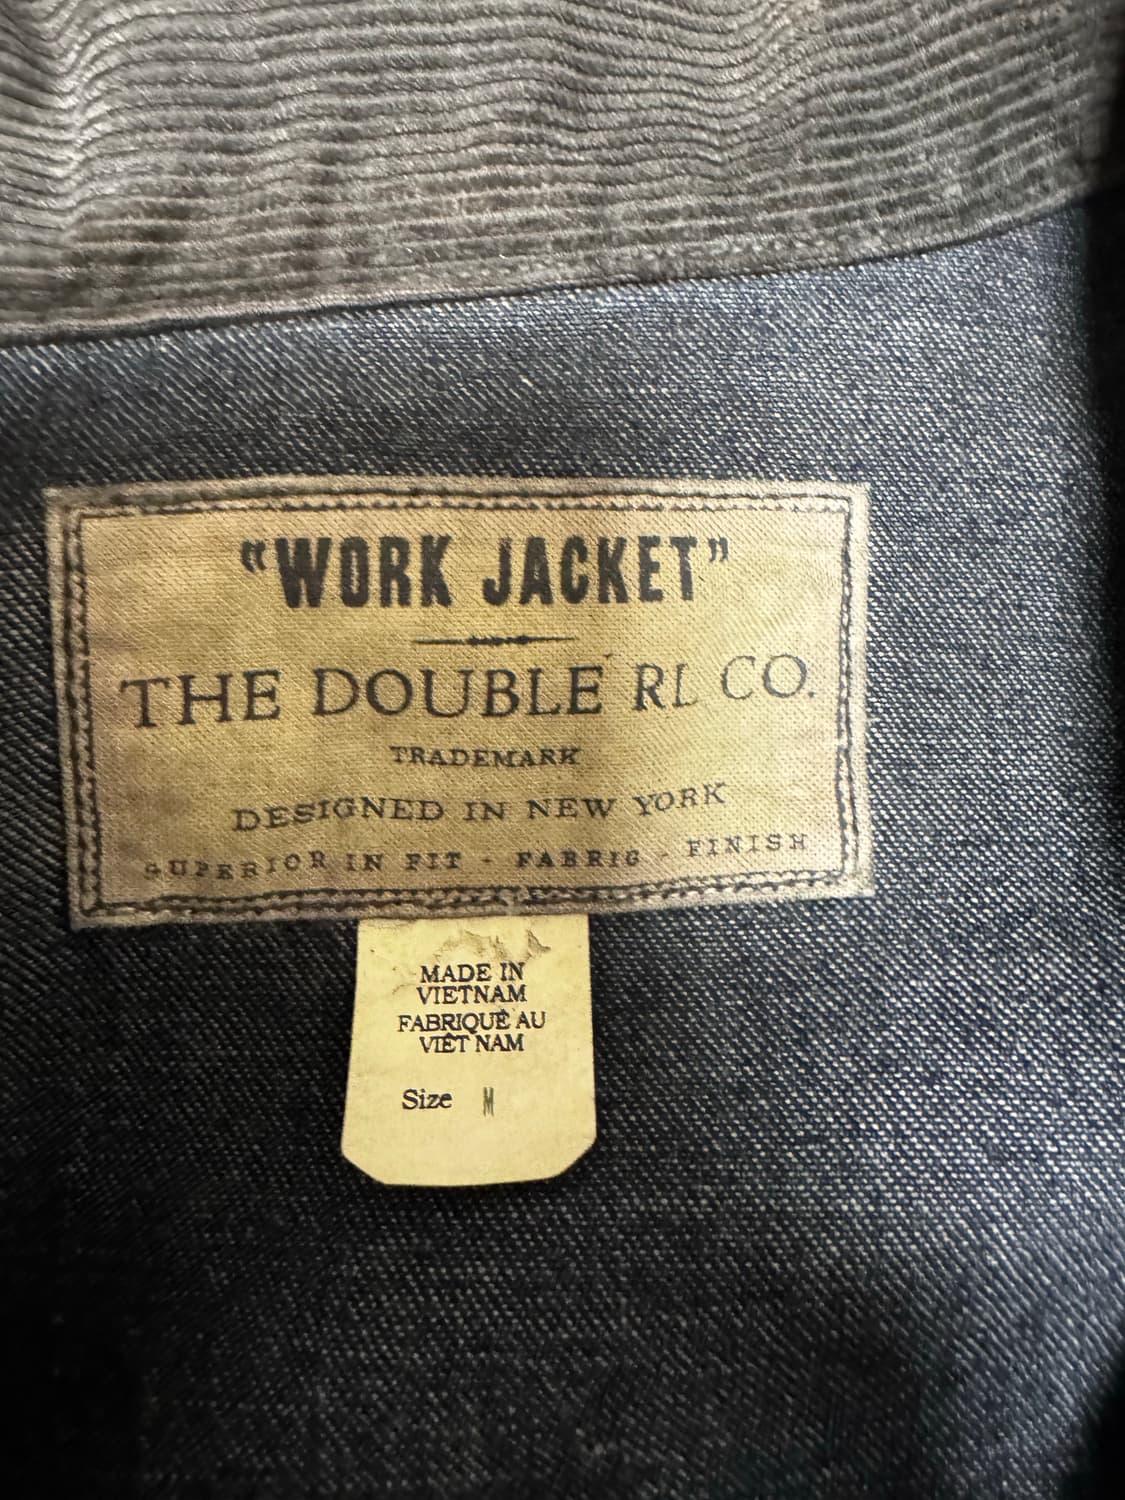 "WORK JACKET"
THE DOUBLE RL CO.
TRADEMARK
DESIGNED IN NEW YORK
SUPERIOR IN FIT - FABRIC - FINISH
MADE IN
VIETNAM
FABRIQUÉ AU
VIÊT NAM
Size M